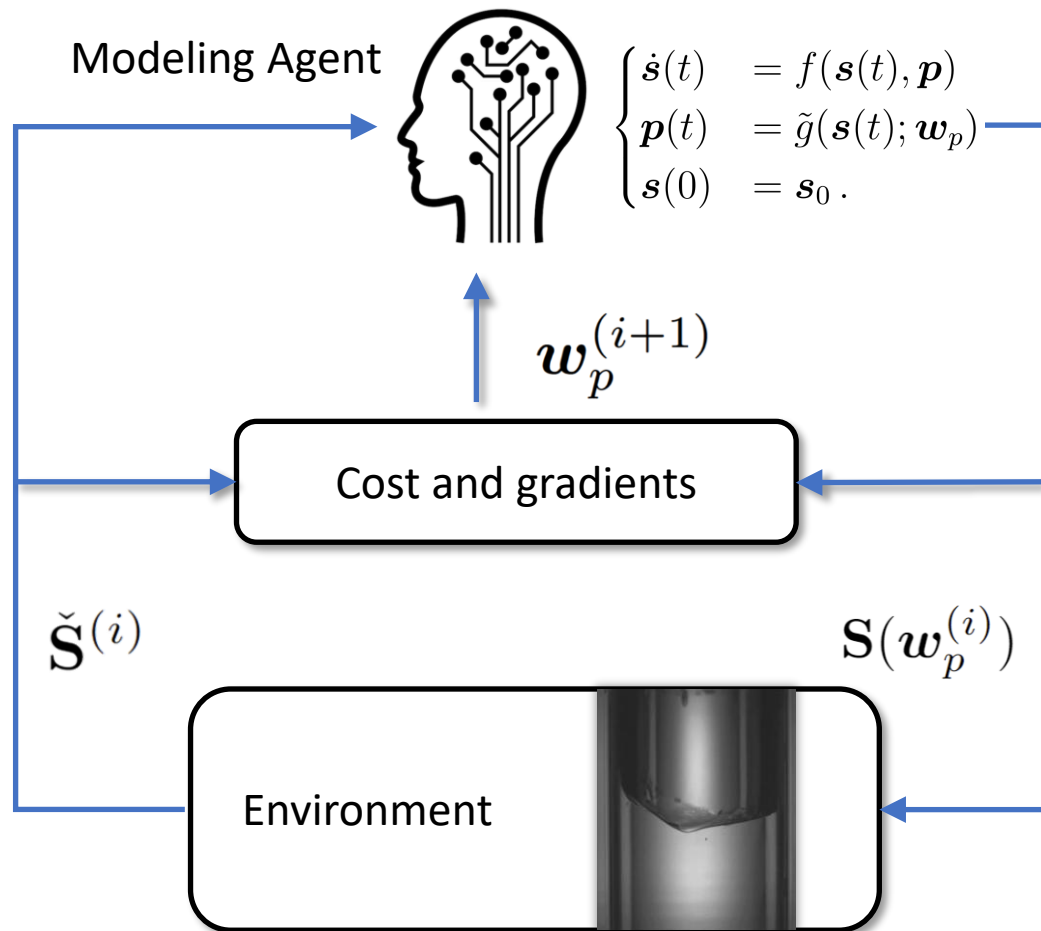 Modeling Agent
ṡ(t) = f(s(t), p)
p(t) = g̃(s(t); w_p)
s(0) = s_0 .
w_p^{(i+1)}
Cost and gradients
Š^{(i)}
S(w_p^{(i)})
Environment